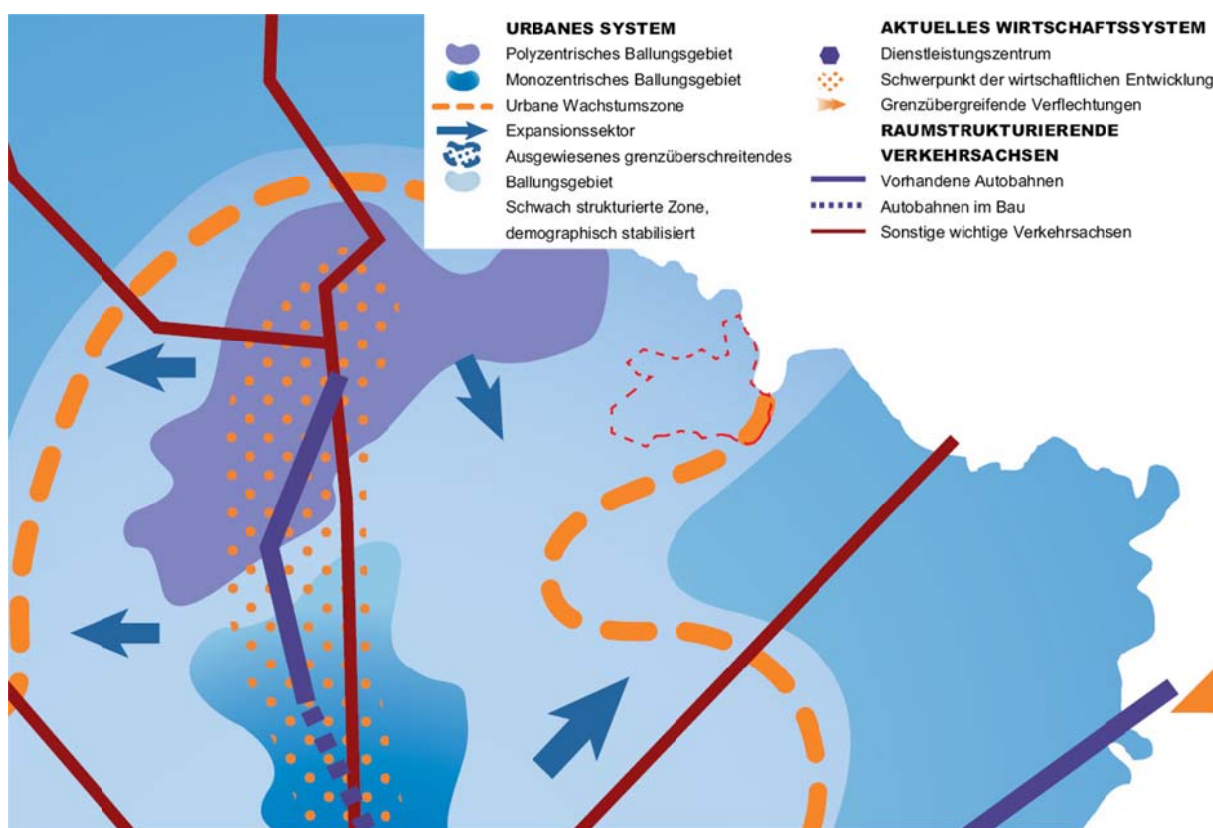 URBANES SYSTEM
Polyzentrisches Ballungsgebiet
Monozentrisches Ballungsgebiet
Urbane Wachstumszone
Expansionssektor
Ausgewiesenes grenzüberschreitendes
Ballungsgebiet
Schwach strukturierte Zone,
demographisch stabilisiert
AKTUELLES WIRTSCHAFTSSYSTEM
Dienstleistungszentrum
Schwerpunkt der wirtschaftlichen Entwicklung
Grenzübergreifende Verflechtungen
RAUMSTRUKTURIERENDE
VERKEHRSACHSEN
Vorhandene Autobahnen
Autobahnen im Bau
Sonstige wichtige Verkehrsachsen